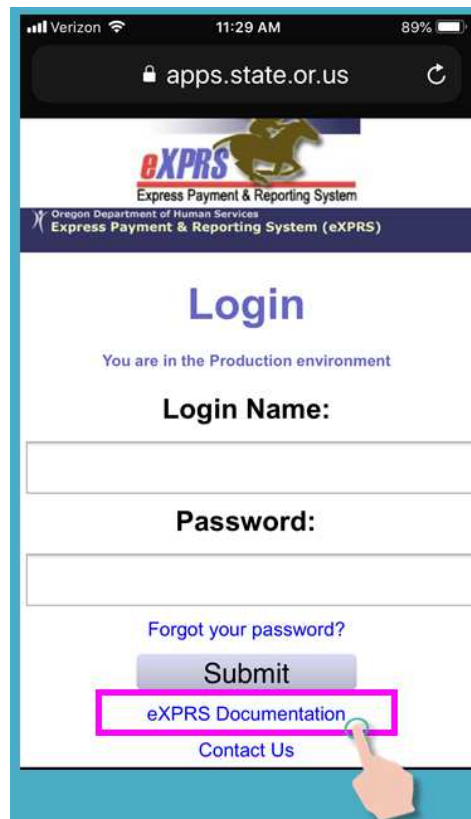 Verizon 11:29 AM 89%
apps.state.or.us
eXPRS
Express Payment & Reporting System
Oregon Department of Human Services
Express Payment & Reporting System (eXPRS)
Login
You are in the Production environment
Login Name:
Password:
Forgot your password?
Submit
eXPRS Documentation
Contact Us